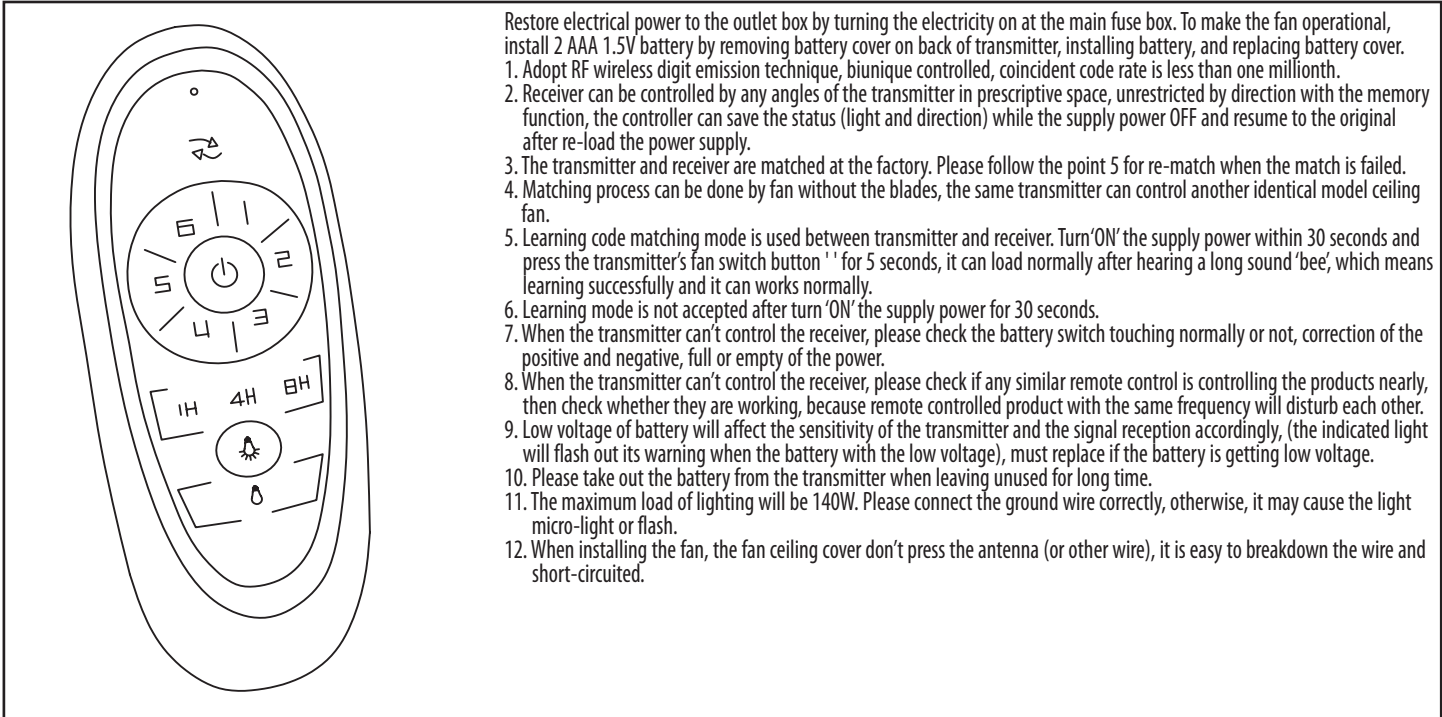 Restore electrical power to the outlet box by turning the electricity on at the main fuse box. To make the fan operational,
install 2 AAA 1.5V battery by removing battery cover on back of transmitter, installing battery, and replacing battery cover.
1. Adopt RF wireless digit emission technique, biunique controlled, coincident code rate is less than one millionth.
2. Receiver can be controlled by any angles of the transmitter in prescriptive space, unrestricted by direction with the memory
function, the controller can save the status (light and direction) while the supply power OFF and resume to the original
after re-load the power supply.
3. The transmitter and receiver are matched at the factory. Please follow the point 5 for re-match when the match is failed.
4. Matching process can be done by fan without the blades, the same transmitter can control another identical model ceiling
fan.
5. Learning code matching mode is used between transmitter and receiver. Turn‘ON’ the supply power within 30 seconds and
press the transmitter’s fan switch button ' ' for 5 seconds, it can load normally after hearing a long sound ‘bee’, which means
learning successfully and it can works normally.
6. Learning mode is not accepted after turn ‘ON’ the supply power for 30 seconds.
7. When the transmitter can’t control the receiver, please check the battery switch touching normally or not, correction of the
positive and negative, full or empty of the power.
8. When the transmitter can’t control the receiver, please check if any similar remote control is controlling the products nearly,
then check whether they are working, because remote controlled product with the same frequency will disturb each other.
9. Low voltage of battery will affect the sensitivity of the transmitter and the signal reception accordingly, (the indicated light
will flash out its warning when the battery with the low voltage), must replace if the battery is getting low voltage.
10. Please take out the battery from the transmitter when leaving unused for long time.
11. The maximum load of lighting will be 140W. Please connect the ground wire correctly, otherwise, it may cause the light
micro-light or flash.
12. When installing the fan, the fan ceiling cover don’t press the antenna (or other wire), it is easy to breakdown the wire and
short-circuited.
6 1
5 2
4 3
1H 4H 8H